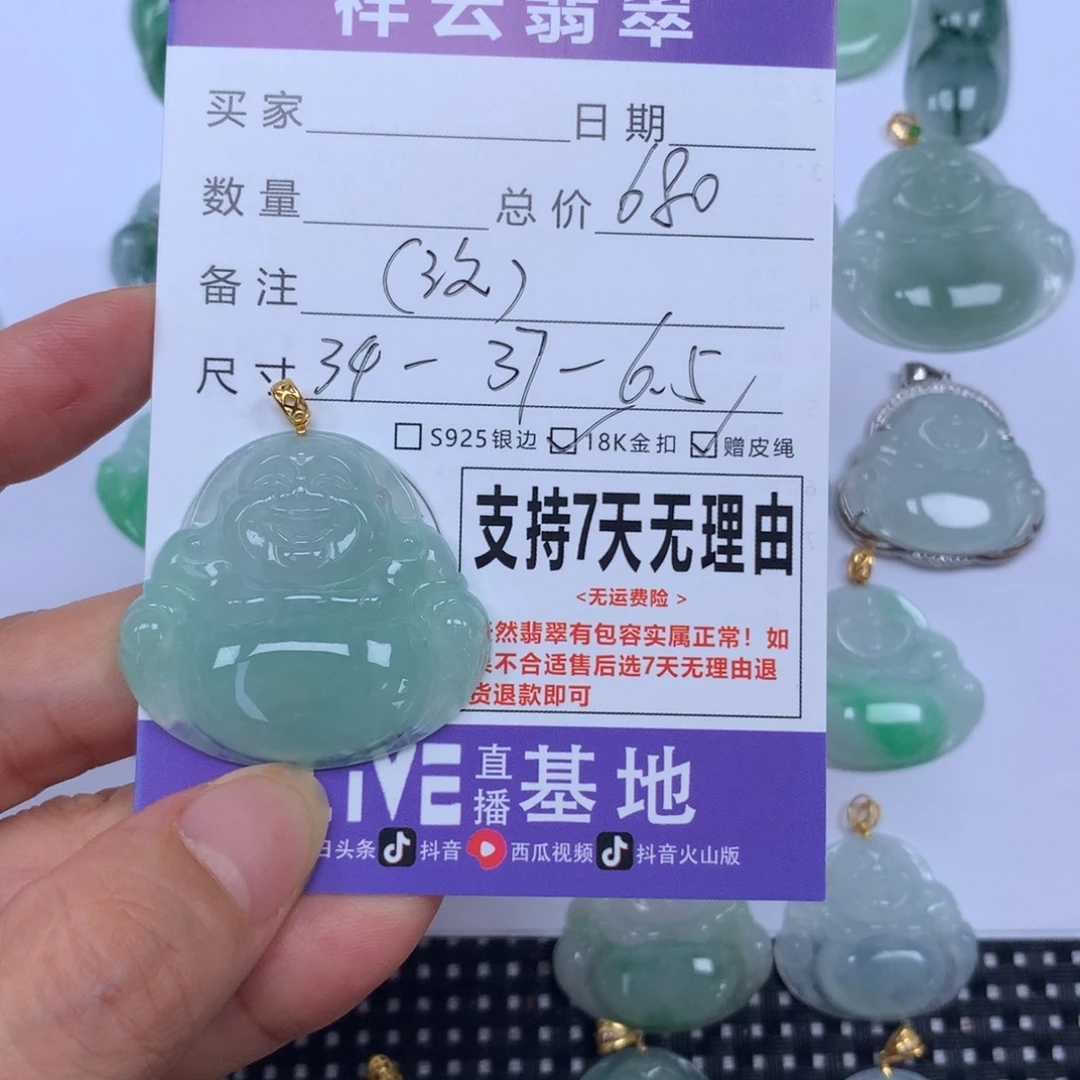 祥云翡翠
买家 日期
数量 总价 680
备注
尺寸 34-37-6.5
S925银边 18K金扣 赠皮绳
支持7天无理由
<无运费险>
然翡翠有包容实属正常！如
不合适售后选7天无理由退
货退款即可
IVE 直播 基地
日头条 抖音 西瓜视频 抖音火山版